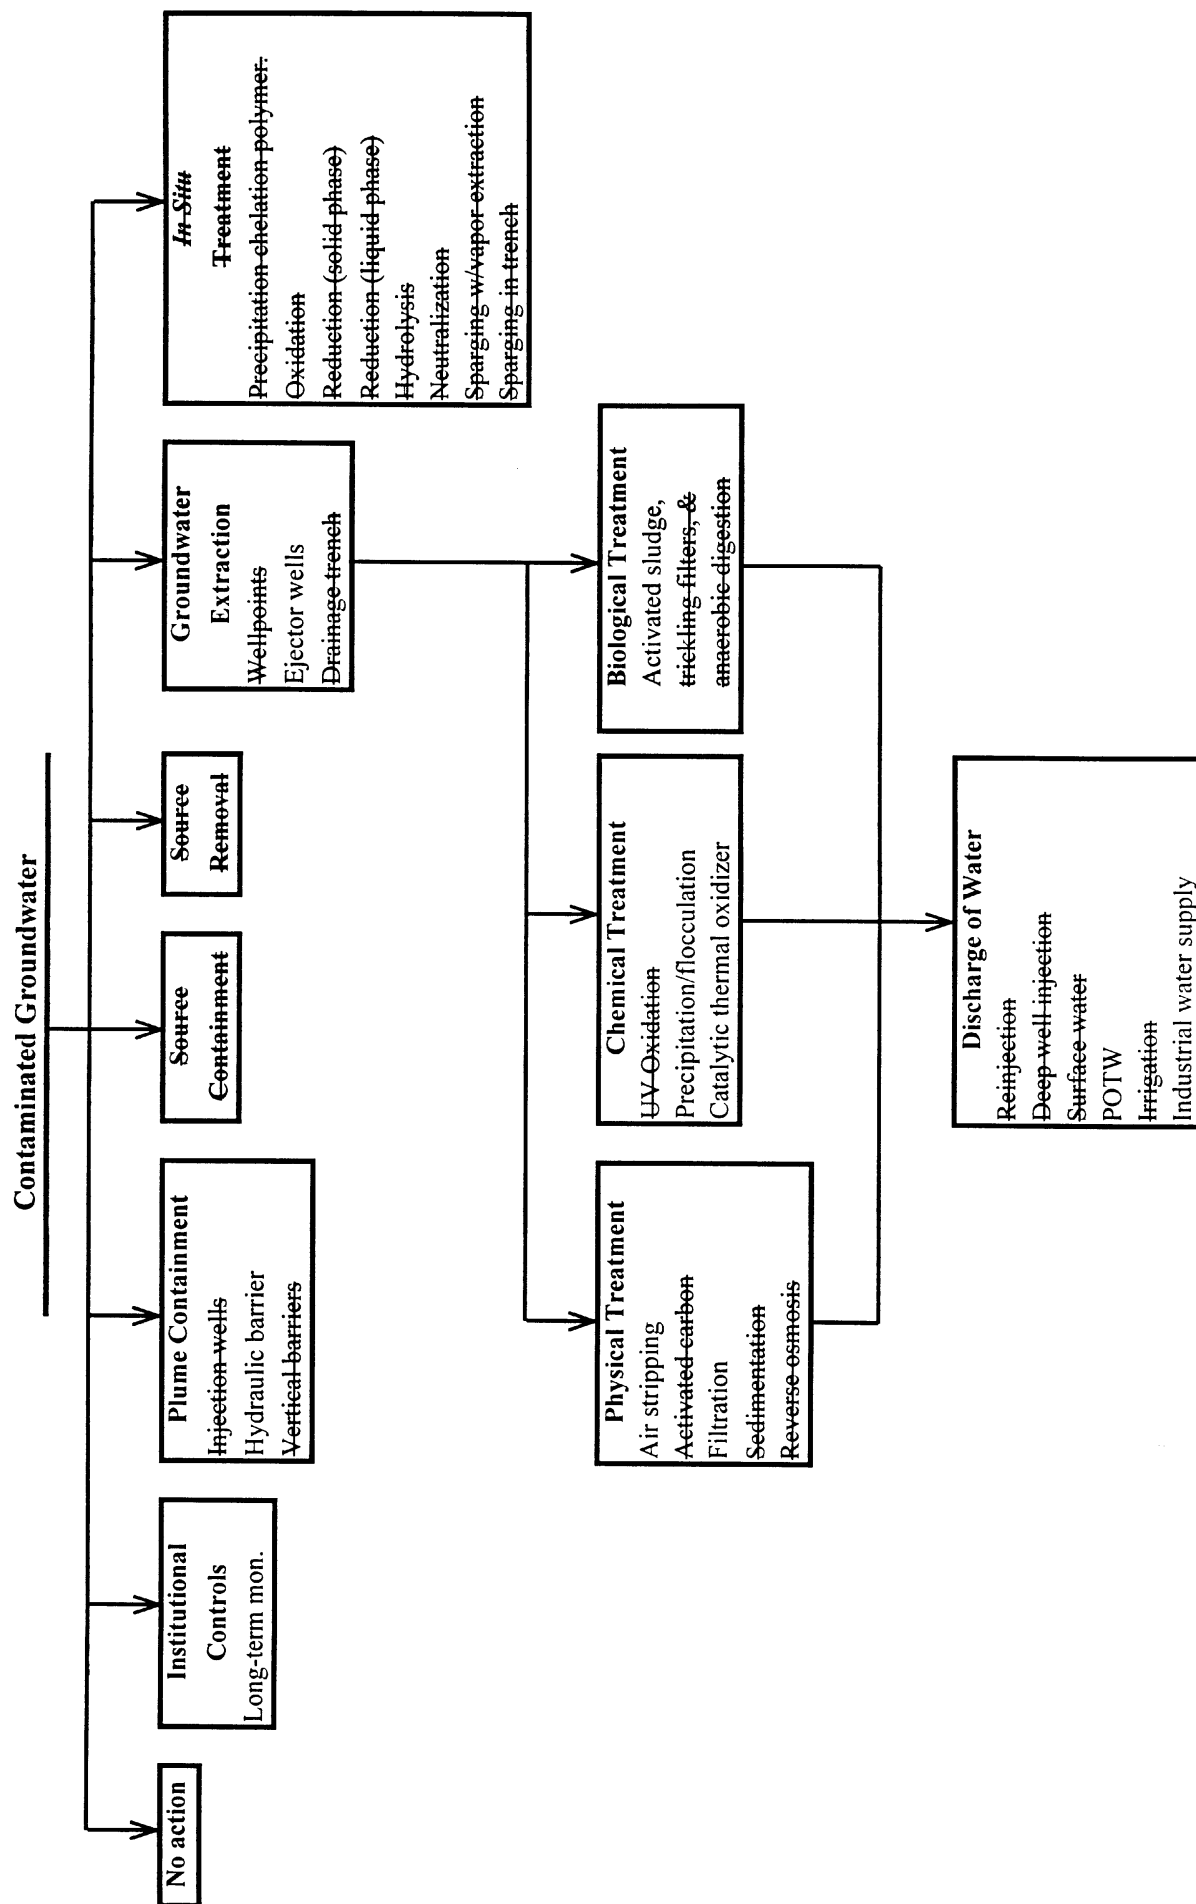 Contaminated Groundwater
No action
Institutional
Controls
Long-term mon.
Plume Containment
Injection wells
Hydraulic barrier
Vertical barriers
Source
Containment
Source
Removal
Groundwater
Extraction
Wellpoints
Ejector wells
Drainage trench
In Situ
Treatment
Precipitation chelation polymer.
Oxidation
Reduction (solid phase)
Reduction (liquid phase)
Hydrolysis
Neutralization
Sparging w/vapor extraction
Sparging in trench
Physical Treatment
Air stripping
Activated carbon
Filtration
Sedimentation
Reverse osmosis
Chemical Treatment
UV Oxidation
Precipitation/flocculation
Catalytic thermal oxidizer
Biological Treatment
Activated sludge,
trickling filters, &
anaerobic digestion
Discharge of Water
Reinjection
Deep well injection
Surface water
POTW
Irrigation
Industrial water supply